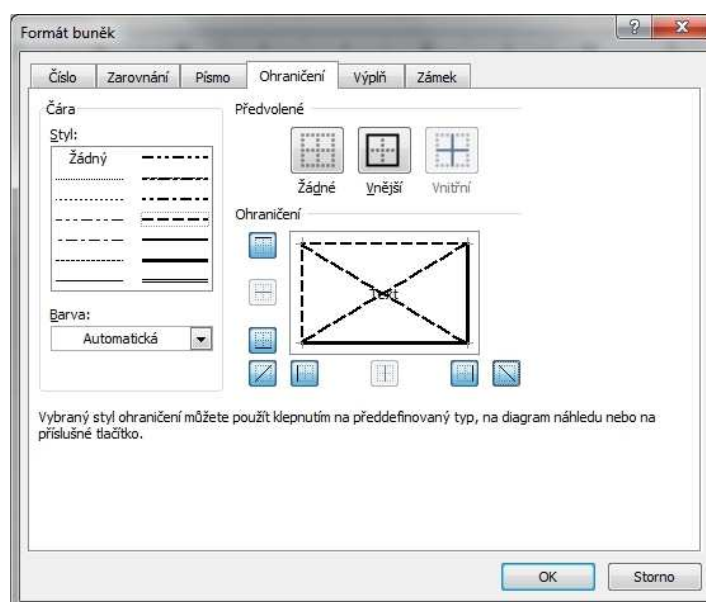 Formát buněk
Číslo Zarovnání Písmo Ohraničení Výplň Zámek
Čára
Styl:
Žádný
Barva:
Automatická
Předvolené
Žádné Vnější Vnitřní
Ohraničení
Text
Vybraný styl ohraničení můžete použít klepnutím na předdefinovaný typ, na diagram náhledu nebo na
příslušné tlačítko.
OK Storno